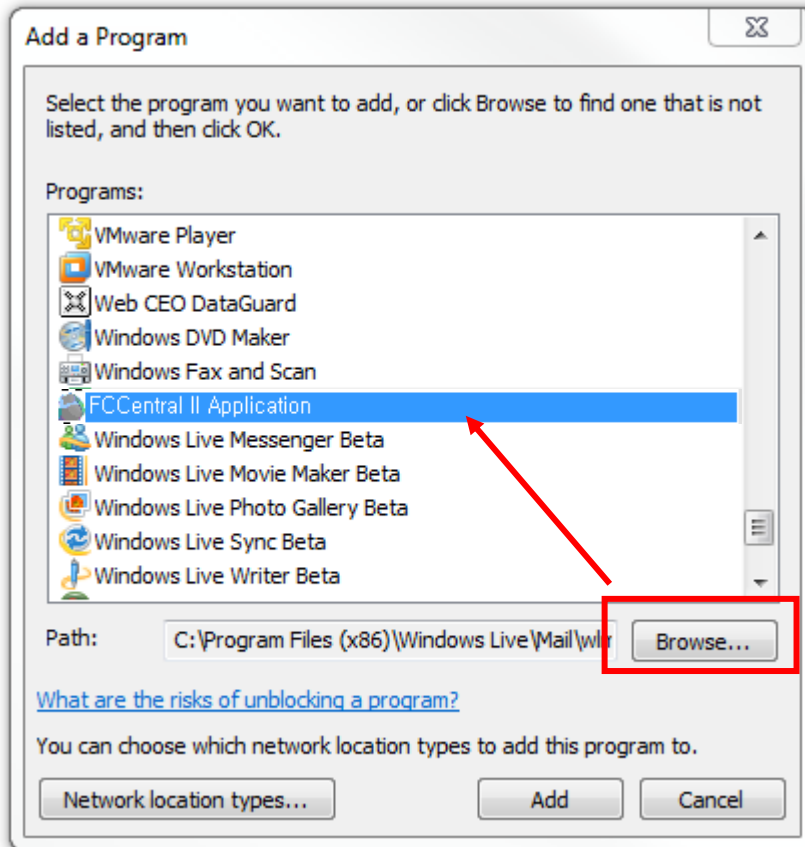 Add a Program
Select the program you want to add, or click Browse to find one that is not
listed, and then click OK.
Programs:
VMware Player
VMware Workstation
Web CEO DataGuard
Windows DVD Maker
Windows Fax and Scan
FCCentral II Application
Windows Live Messenger Beta
Windows Live Movie Maker Beta
Windows Live Photo Gallery Beta
Windows Live Sync Beta
Windows Live Writer Beta
Path: C:\Program Files (x86)\Windows Live\Mail\wlm Browse...
What are the risks of unblocking a program?
You can choose which network location types to add this program to.
Network location types... Add Cancel